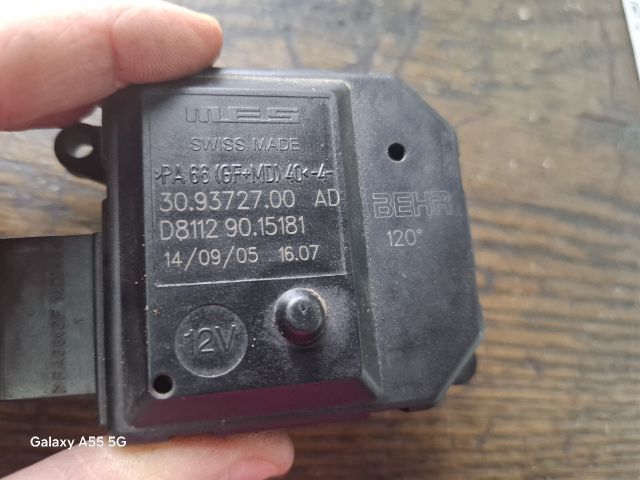 M.E.S
SWISS MADE
>PA 66 (GF+MD) 40<-4-
30.93727.00 AD
D8112 90.15181
14/09/05 16.07
BEHR
120°
12V
Galaxy A55 5G